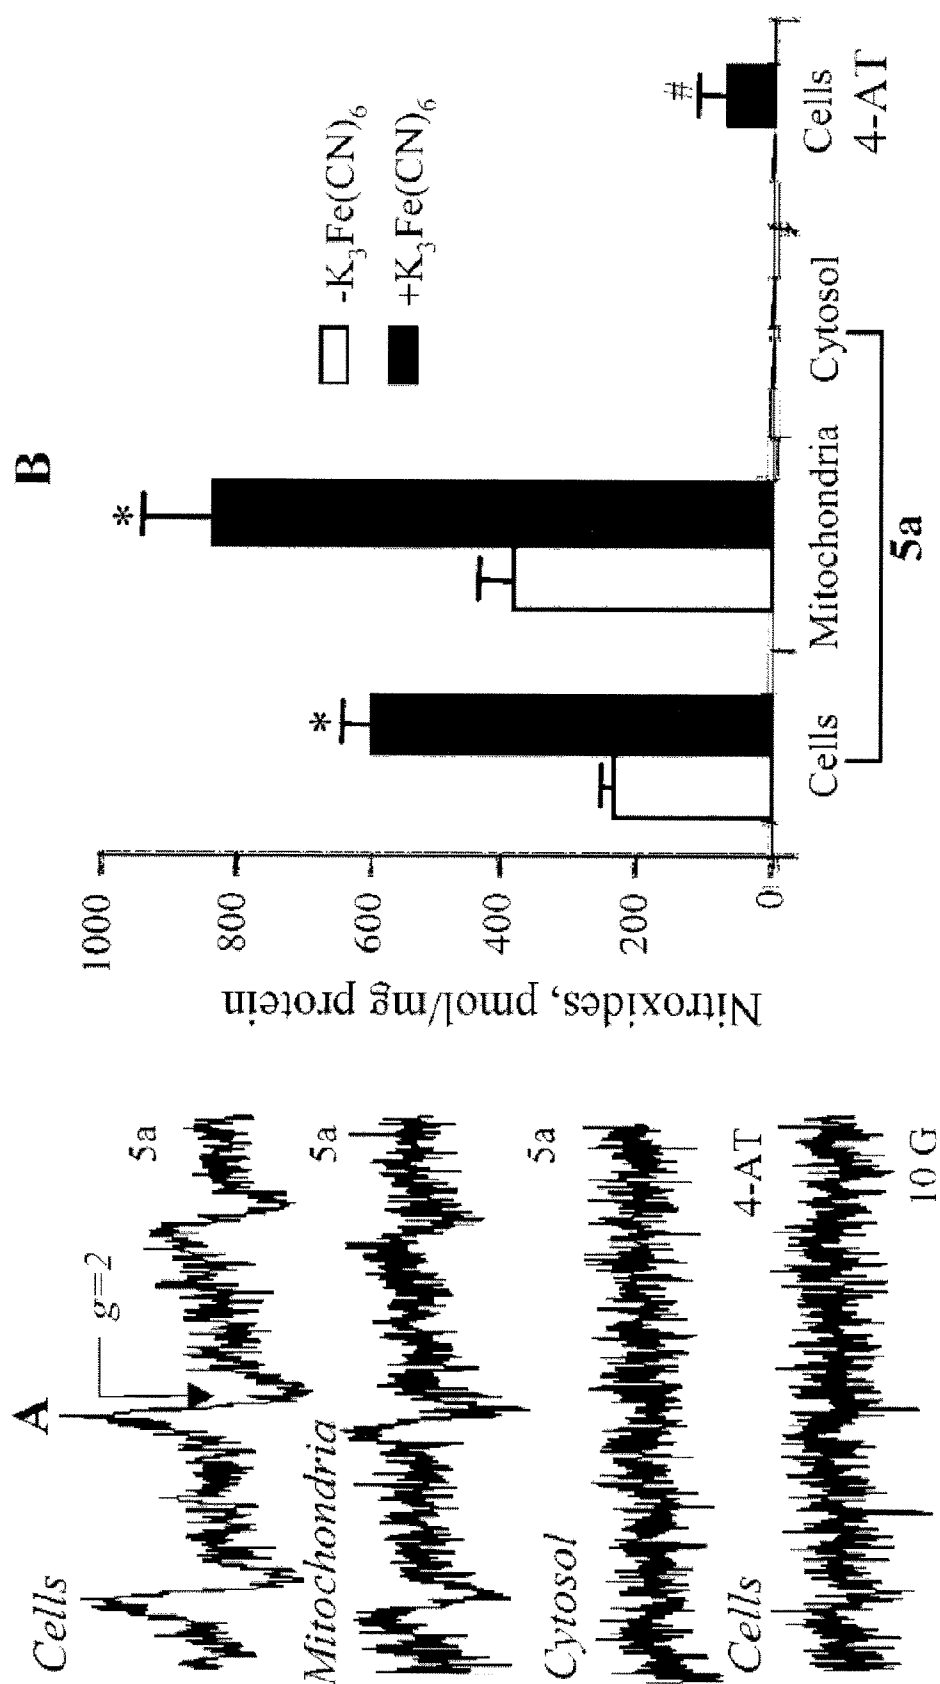 A
Cells
g=2
5a
Mitochondria
5a
Cytosol
5a
Cells
4-AT
10 G
B
Nitroxides, pmol/mg protein
1000
800
600
400
200
0
*
*
#
-K3Fe(CN)6
+K3Fe(CN)6
Cells
Mitochondria
Cytosol
Cells
4-AT
5a